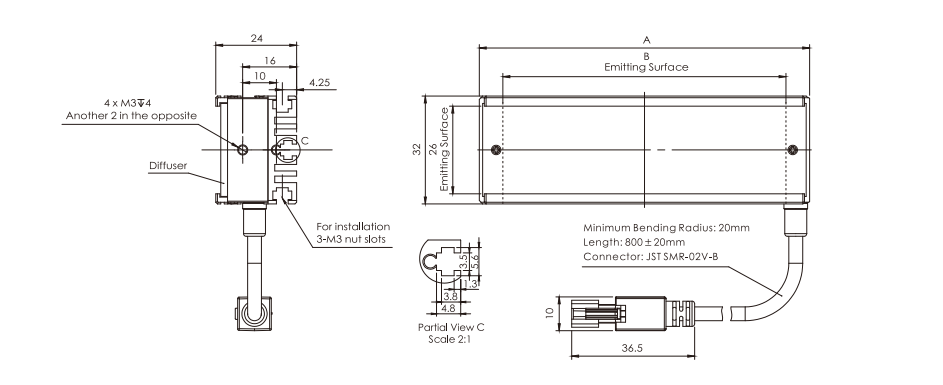 24
16
10
4.25
4 x M3↧4
Another 2 in the opposite
C
Diffuser
For installation
3-M3 nut slots
A
B
Emitting Surface
32
26
Emitting Surface
Minimum Bending Radius: 20mm
Length: 800±20mm
Connector: JST SMR-02V-B
3.5
5.6
1.3
3.8
4.8
Partial View C
Scale 2:1
10
36.5